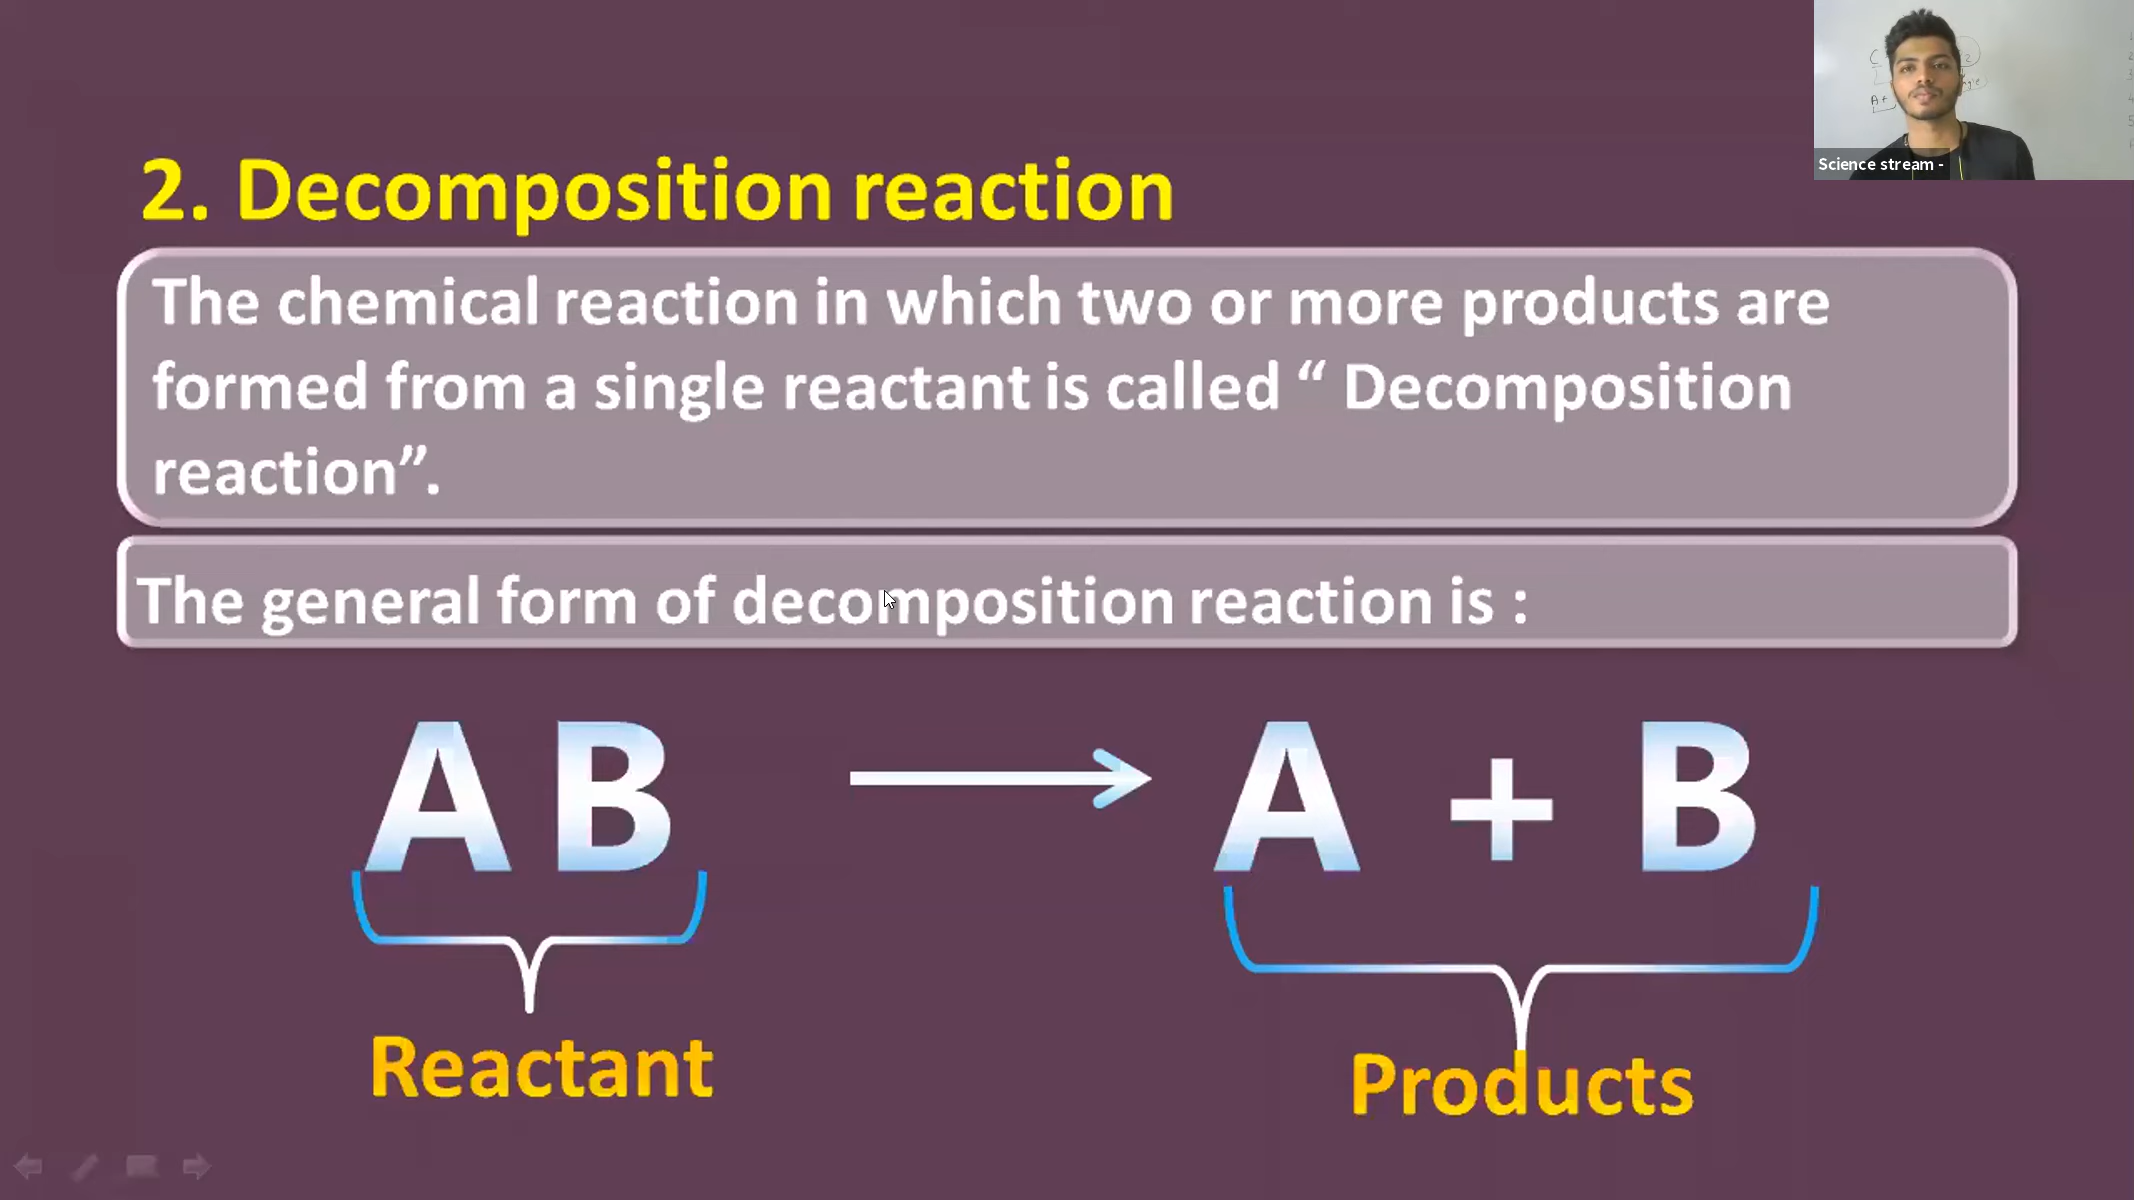 2. Decomposition reaction
Science stream -
The chemical reaction in which two or more products are
formed from a single reactant is called “ Decomposition
reaction”.
The general form of decomposition reaction is :
A B → A + B
Reactant
Products